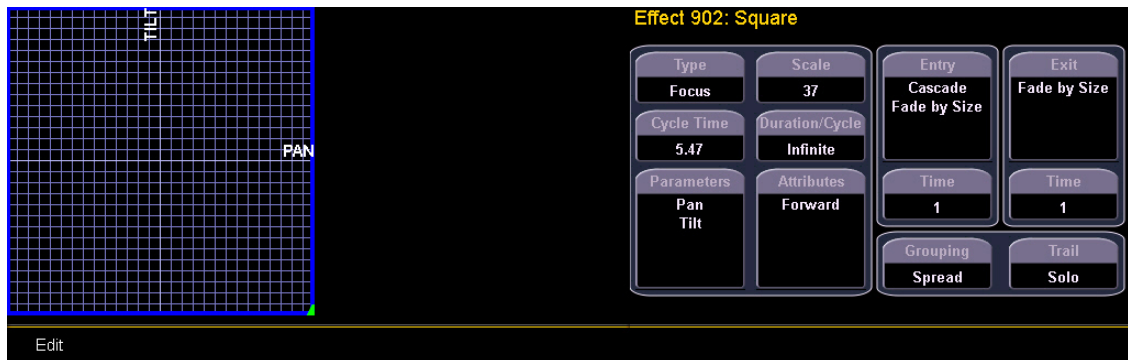 TILT
PAN
Effect 902: Square
Type
Focus
Scale
37
Entry
Cascade
Fade by Size
Exit
Fade by Size
Cycle Time
5.47
Duration/Cycle
Infinite
Parameters
Pan
Tilt
Attributes
Forward
Time
1
Time
1
Grouping
Spread
Trail
Solo
Edit